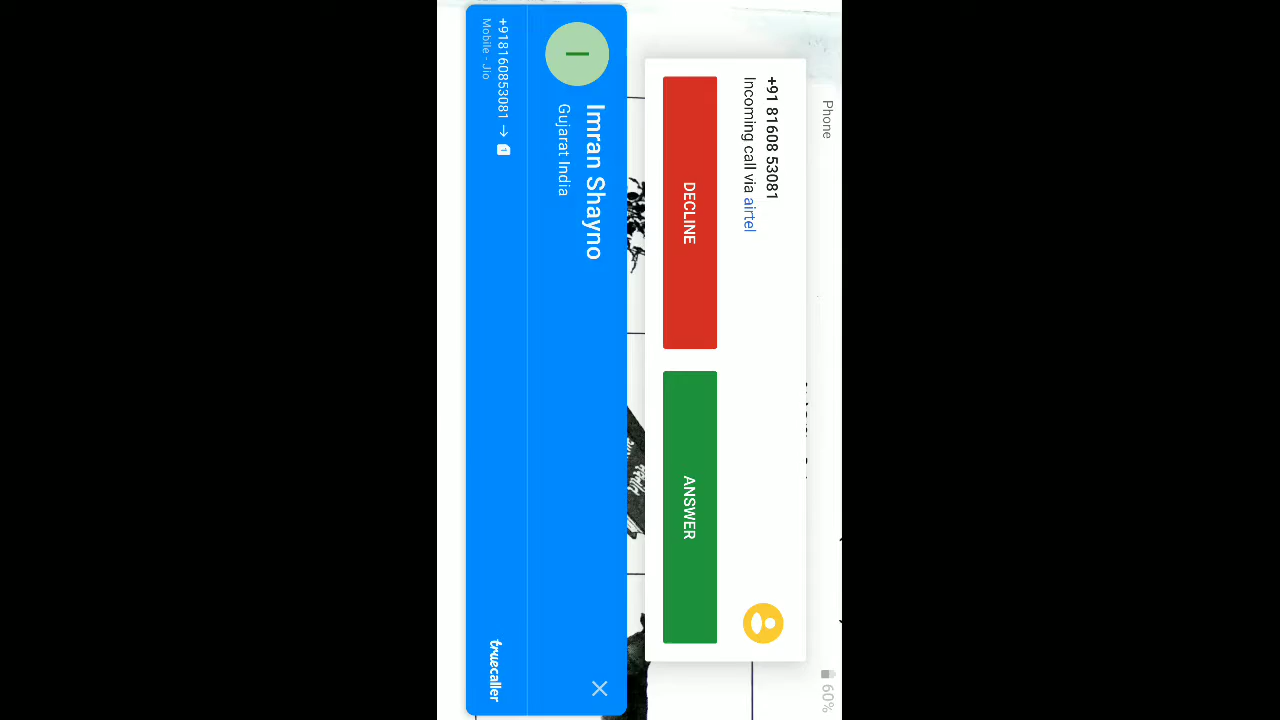 Phone
60%
+91 81608 53081
Incoming call via airtel
DECLINE
ANSWER
I
Imran Shayno
Gujarat India
+918160853081 → 1
Mobile - Jio
truecaller